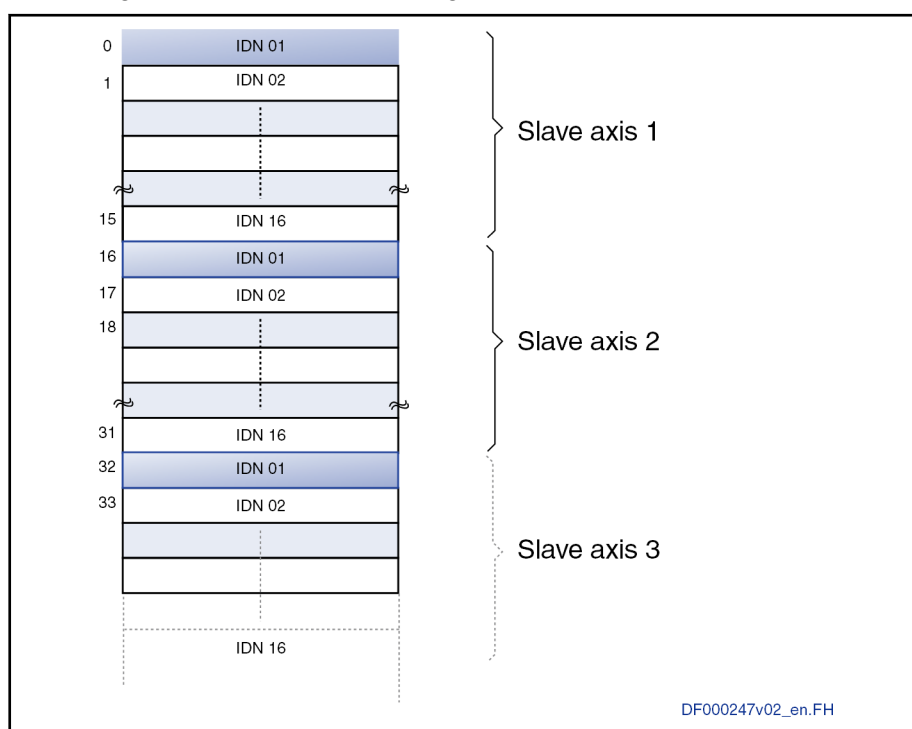 0 IDN 01
1 IDN 02
Slave axis 1
15 IDN 16
16 IDN 01
17 IDN 02
18
Slave axis 2
31 IDN 16
32 IDN 01
33 IDN 02
Slave axis 3
IDN 16
DF000247v02_en.FH